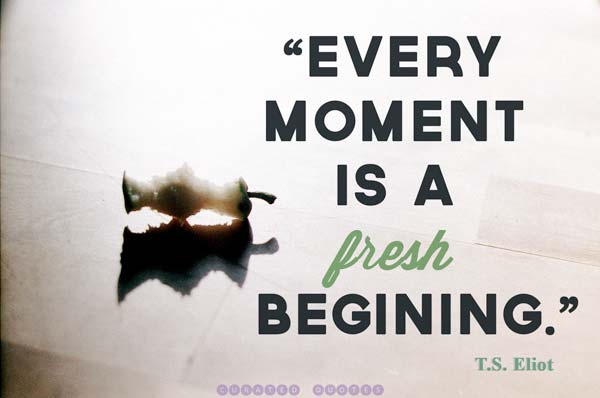 “EVERY
MOMENT
IS A
fresh
BEGINING.”
T.S. Eliot
CURATED QUOTES